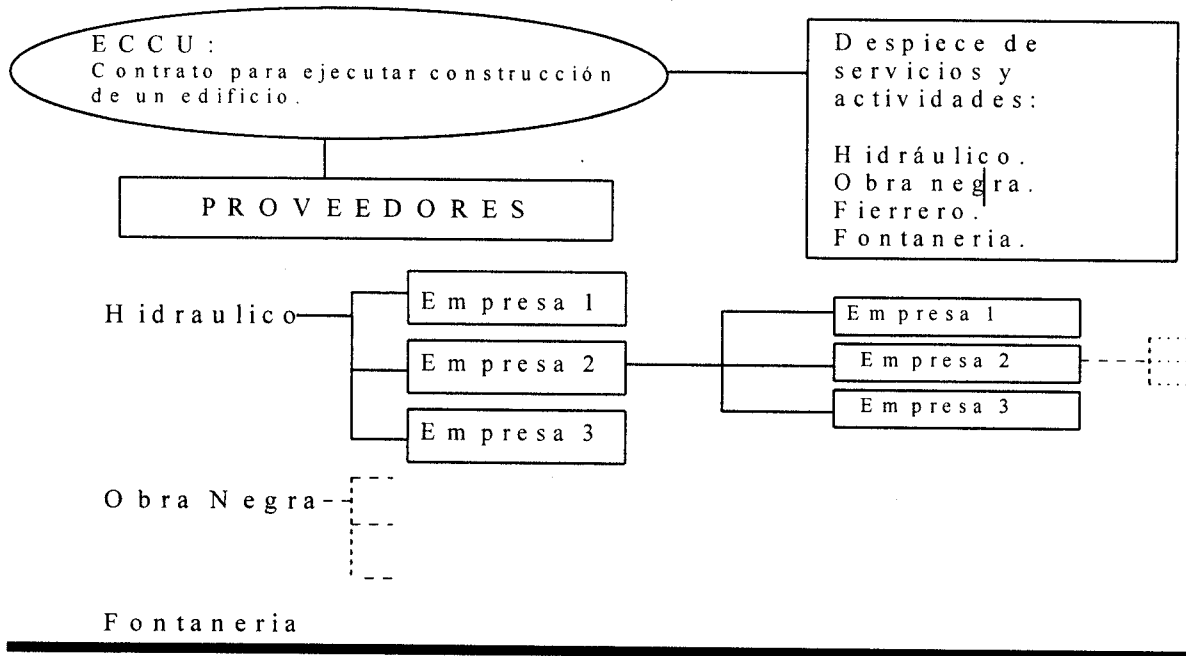 ECCU:
Contrato para ejecutar construcción
de un edificio.
Despiece de
servicios y
actividades:
Hidráulico.
Obra negra.
Fierrero.
Fontaneria.
PROVEEDORES
Hidraulico
Empresa 1
Empresa 2
Empresa 3
Empresa 1
Empresa 2
Empresa 3
Obra Negra
Fontaneria